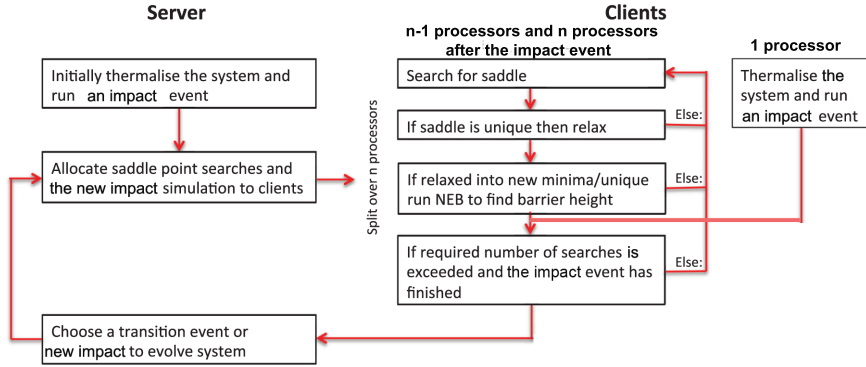 Server
Clients
n-1 processors and n processors
after the impact event
1 processor
Initially thermalise the system and
run an impact event
Allocate saddle point searches and
the new impact simulation to clients
Choose a transition event or
new impact to evolve system
Split over n processors
Search for saddle
If saddle is unique then relax
Else:
If relaxed into new minima/unique
run NEB to find barrier height
Else:
If required number of searches is
exceeded and the impact event has
finished
Else:
Thermalise the
system and run
an impact event